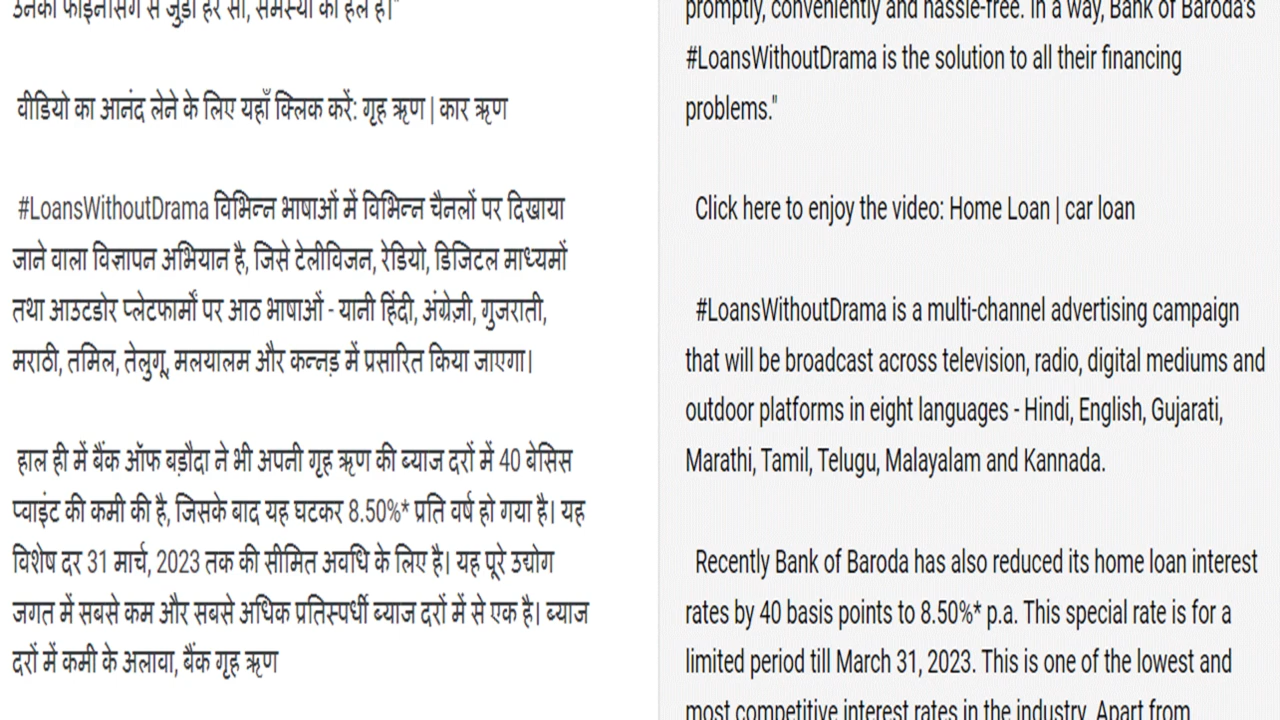 उनकी फाइनेंसिंग से जुड़ी हर सी, समस्या का हल है।"
वीडियो का आनंद लेने के लिए यहाँ क्लिक करें: गृह ऋण | कार ऋण
#LoansWithoutDrama विभिन्न भाषाओं में विभिन्न चैनलों पर दिखाया
जाने वाला विज्ञापन अभियान है, जिसे टेलीविजन, रेडियो, डिजिटल माध्यमों
तथा आउटडोर प्लेटफार्मों पर आठ भाषाओं - यानी हिंदी, अंग्रेज़ी, गुजराती,
मराठी, तमिल, तेलुगू, मलयालम और कन्नड़ में प्रसारित किया जाएगा।
हाल ही में बैंक ऑफ बड़ौदा ने भी अपनी गृह ऋण की ब्याज दरों में 40 बेसिस
प्वाइंट की कमी की है, जिसके बाद यह घटकर 8.50%* प्रति वर्ष हो गया है। यह
विशेष दर 31 मार्च, 2023 तक की सीमित अवधि के लिए है। यह पूरे उद्योग
जगत में सबसे कम और सबसे अधिक प्रतिस्पर्धी ब्याज दरों में से एक है। ब्याज
दरों में कमी के अलावा, बैंक गृह ऋण
promptly, conveniently and hassle-free. In a way, Bank of Baroda's
#LoansWithoutDrama is the solution to all their financing
problems."
Click here to enjoy the video: Home Loan | car loan
#LoansWithoutDrama is a multi-channel advertising campaign
that will be broadcast across television, radio, digital mediums and
outdoor platforms in eight languages - Hindi, English, Gujarati,
Marathi, Tamil, Telugu, Malayalam and Kannada.
Recently Bank of Baroda has also reduced its home loan interest
rates by 40 basis points to 8.50%* p.a. This special rate is for a
limited period till March 31, 2023. This is one of the lowest and
most competitive interest rates in the industry. Apart from